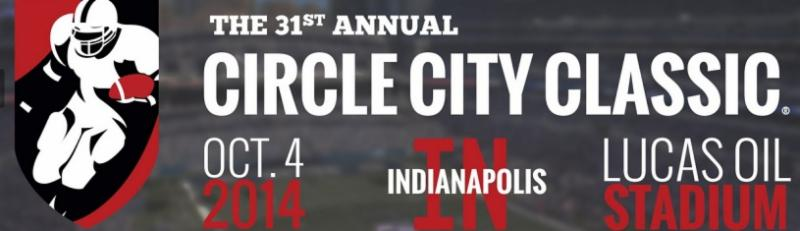 THE 31ST ANNUAL
CIRCLE CITY CLASSIC®
OCT. 4
2014
IN
INDIANAPOLIS
LUCAS OIL
STADIUM